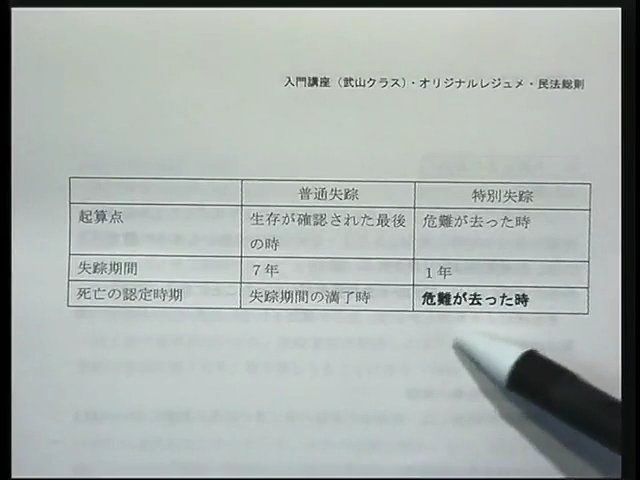 入門講座（武山クラス）・オリジナルレジュメ・民法総則
普通失踪 特別失踪
起算点 生存が確認された最後 危難が去った時
の時
失踪期間 ７年 １年
死亡の認定時期 失踪期間の満了時 危難が去った時